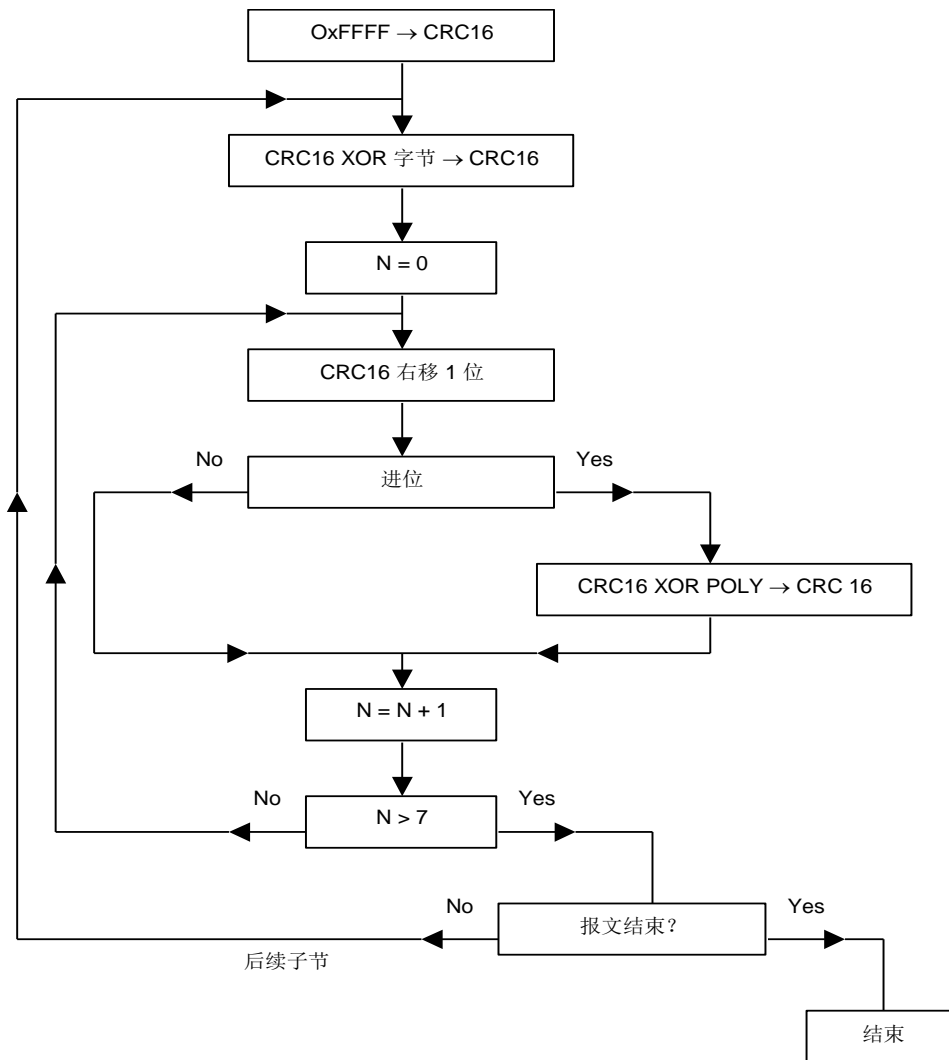 OxFFFF → CRC16
CRC16 XOR 字节 → CRC16
N = 0
CRC16 右移 1 位
No
进位
Yes
CRC16 XOR POLY → CRC 16
N = N + 1
No
N > 7
Yes
No
报文结束？
Yes
后续子节
结束